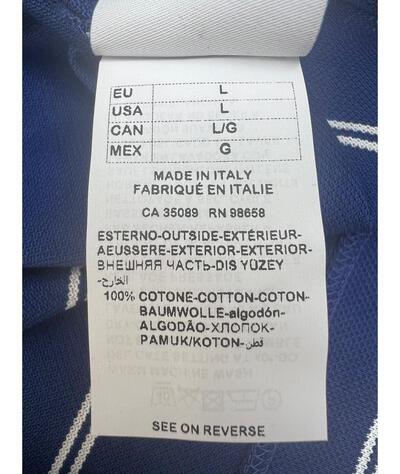 EU L
USA L
CAN L/G
MEX G
MADE IN ITALY
FABRIQUÉ EN ITALIE
CA 35089 RN 98658
ESTERNO-OUTSIDE-EXTÉRIEUR-
AEUSSERE-EXTERIOR-EXTERIOR-
ВНЕШНЯЯ ЧАСТЬ-DIS YÜZEY
-الخارج
100% COTONE-COTTON-COTON-
BAUMWOLLE-algodón-
ALGODÃO-ХЛОПОК-
PAMUK/KOTON-قطن
SEE ON REVERSE